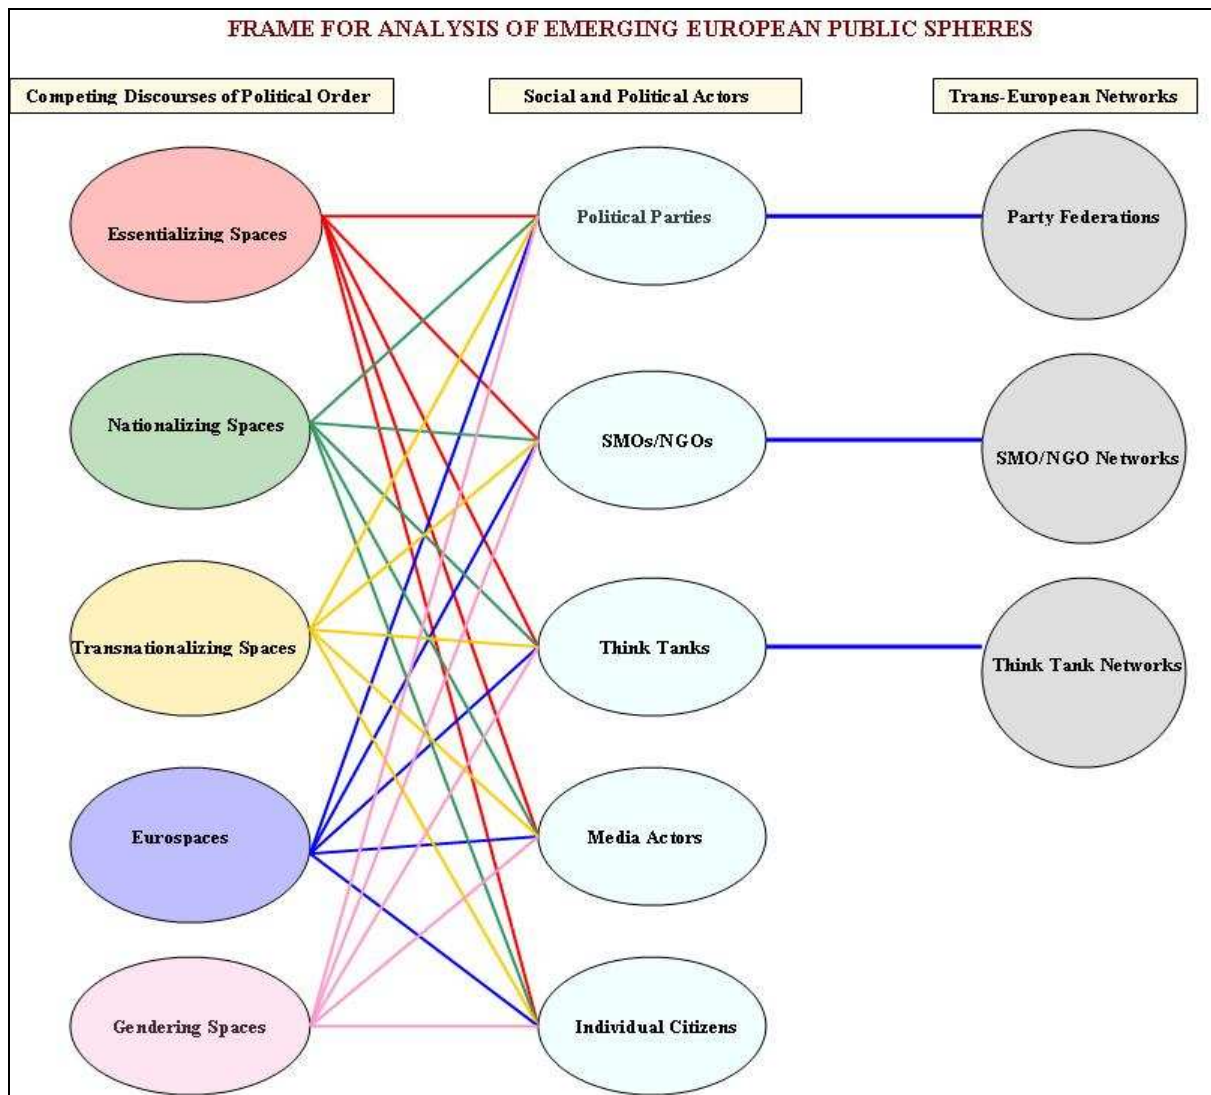 FRAME FOR ANALYSIS OF EMERGING EUROPEAN PUBLIC SPHERES
Competing Discourses of Political Order
Social and Political Actors
Trans-European Networks
Essentializing Spaces
Political Parties
Party Federations
Nationalizing Spaces
SMOs/NGOs
SMO/NGO Networks
Transnationalizing Spaces
Think Tanks
Think Tank Networks
Eurospaces
Media Actors
Gendering Spaces
Individual Citizens